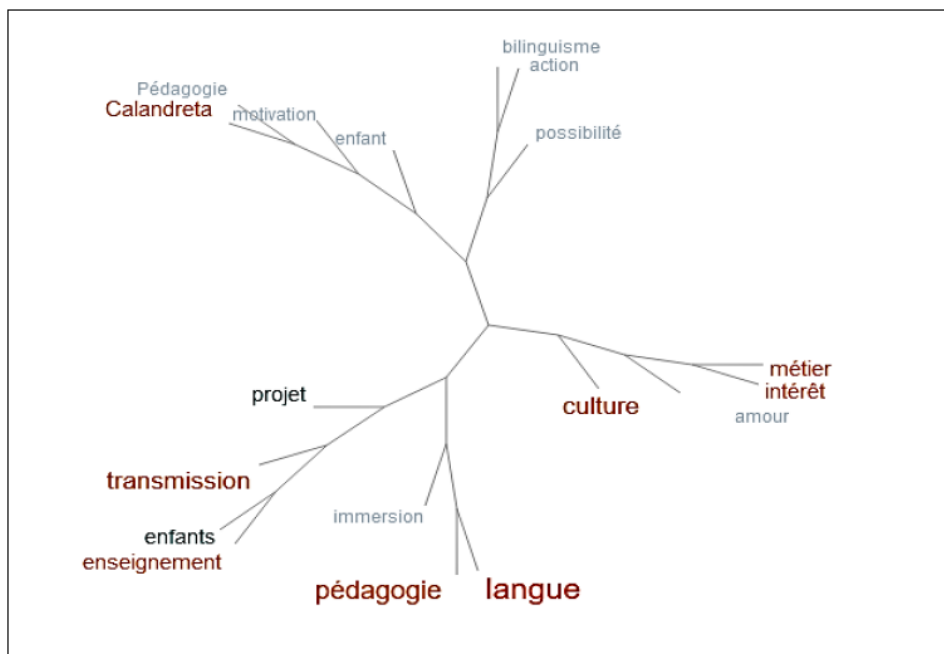 bilinguisme
action
Pédagogie
Calandreta
motivation
enfant
possibilité
métier
intérêt
amour
culture
projet
transmission
enfants
enseignement
immersion
pédagogie
langue